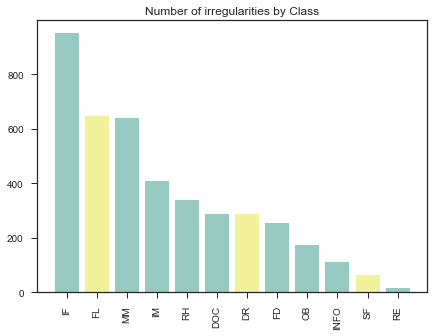 Number of irregularities by Class
800
600
400
200
0
IF
FL
MM
IM
RH
DOC
DR
FD
OB
INFO
SF
RE